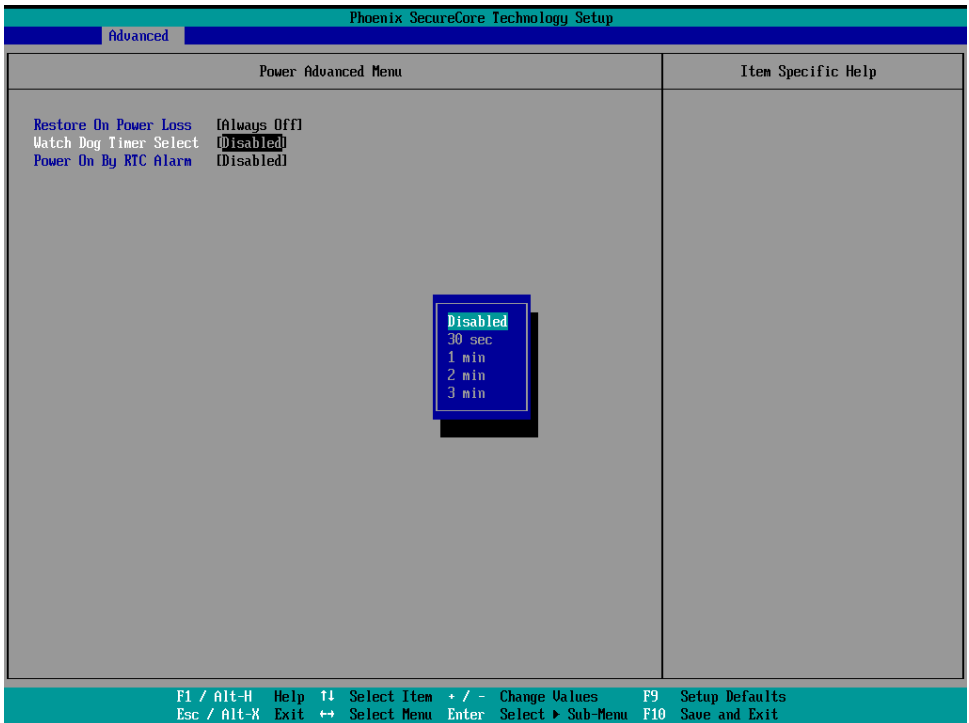 Phoenix SecureCore Technology Setup
Advanced
Power Advanced Menu
Item Specific Help
Restore On Power Loss [Always Off]
Watch Dog Timer Select [Disabled]
Power On By RTC Alarm [Disabled]
Disabled
30 sec
1 min
2 min
3 min
F1 / Alt-H Help ↑↓ Select Item + / - Change Values F9 Setup Defaults
Esc / Alt-X Exit ↔ Select Menu Enter Select ▶ Sub-Menu F10 Save and Exit